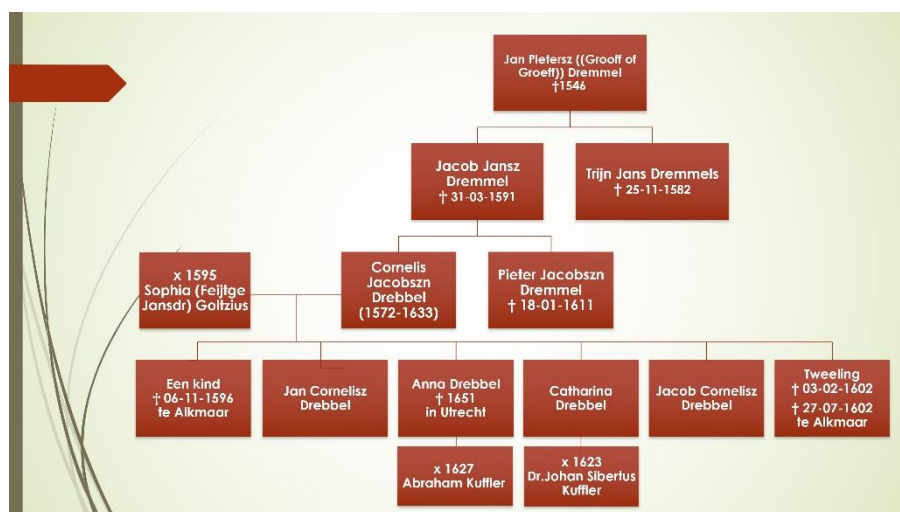 Jan Pietersz ((Grooff of
Groeff)) Dremmel
†1546
Jacob Jansz
Dremmel
† 31-03-1591
Trijn Jans Dremmels
† 25-11-1582
x 1595
Sophia (Feijtge
Jansdr) Goltzius
Cornelis
Jacobszn
Drebbel
(1572-1633)
Pieter Jacobszn
Dremmel
† 18-01-1611
Een kind
† 06-11-1596
te Alkmaar
Jan Cornelisz
Drebbel
Anna Drebbel
† 1651
in Utrecht
Catharina
Drebbel
Jacob Cornelisz
Drebbel
Tweeling
† 03-02-1602
† 27-07-1602
te Alkmaar
x 1627
Abraham Kuffler
x 1623
Dr.Johan Sibertus
Kuffler